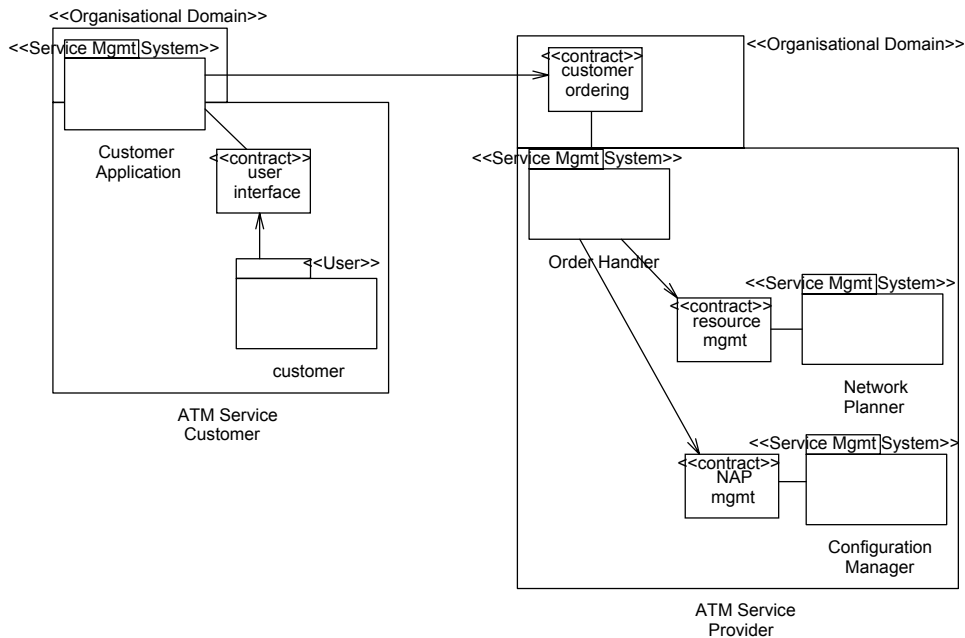 <<Organisational Domain>>
<<Service Mgmt System>>
Customer
Application
<<contract>>
user
interface
<<User>>
customer
ATM Service
Customer
<<Organisational Domain>>
<<contract>>
customer
ordering
<<Service Mgmt System>>
Order Handler
<<contract>>
resource
mgmt
<<Service Mgmt System>>
Network
Planner
<<contract>>
NAP
mgmt
<<Service Mgmt System>>
Configuration
Manager
ATM Service
Provider